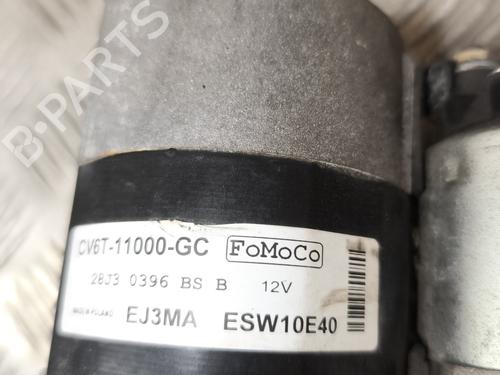 B-PARTS
CV6T-11000-GC FoMoCo
28J3 0396 BS B 12V
MADE IN POLAND EJ3MA ESW10E40